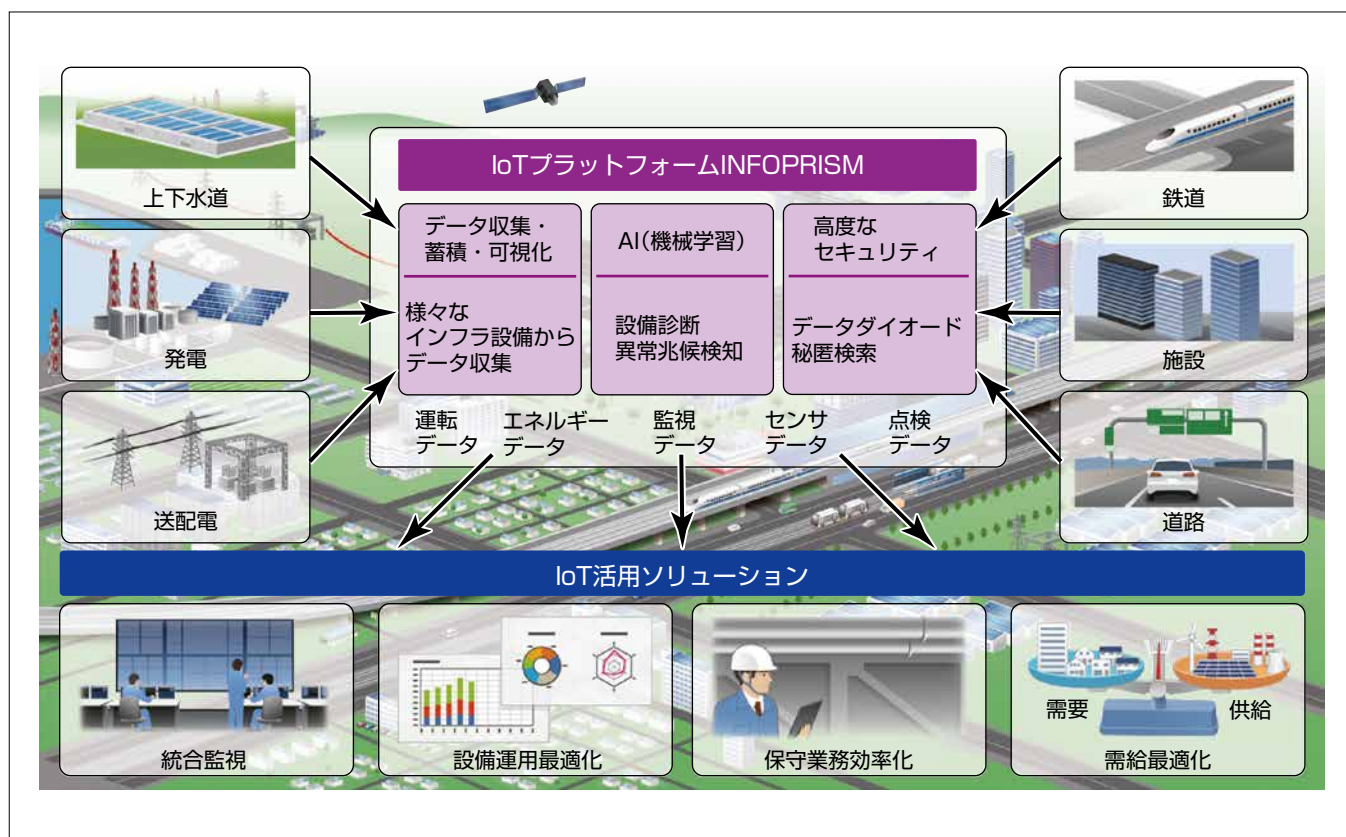 IoTプラットフォームINFOPRISM
上下水道
発電
送配電
データ収集・
蓄積・可視化
様々な
インフラ設備から
データ収集
AI(機械学習)
設備診断
異常兆候検知
高度な
セキュリティ
データダイオード
秘匿検索
鉄道
施設
道路
運転
データ
エネルギー
データ
監視
データ
センサ
データ
点検
データ
IoT活用ソリューション
統合監視
設備運用最適化
保守業務効率化
需要
供給
需給最適化